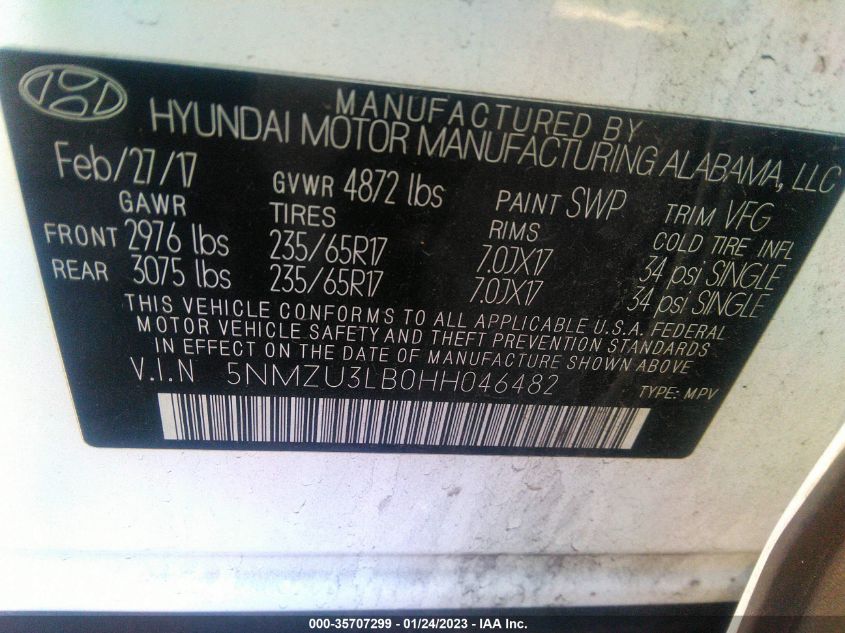 MANUFACTURED BY
HYUNDAI MOTOR MANUFACTURING ALABAMA, LLC
Feb/27/17 GVWR 4872 lbs PAINT SWP TRIM VFG
GAWR TIRES RIMS COLD TIRE INFL
FRONT 2976 lbs 235/65R17 7.0JX17 34 psi SINGLE
REAR 3075 lbs 235/65R17 7.0JX17 34 psi SINGLE
THIS VEHICLE CONFORMS TO ALL APPLICABLE U.S.A. FEDERAL
MOTOR VEHICLE SAFETY AND THEFT PREVENTION STANDARDS
IN EFFECT ON THE DATE OF MANUFACTURE SHOWN ABOVE
V.I.N 5NMZU3LB0HH046482 TYPE: MPV
000-35707299 - 01/24/2023 - IAA Inc.